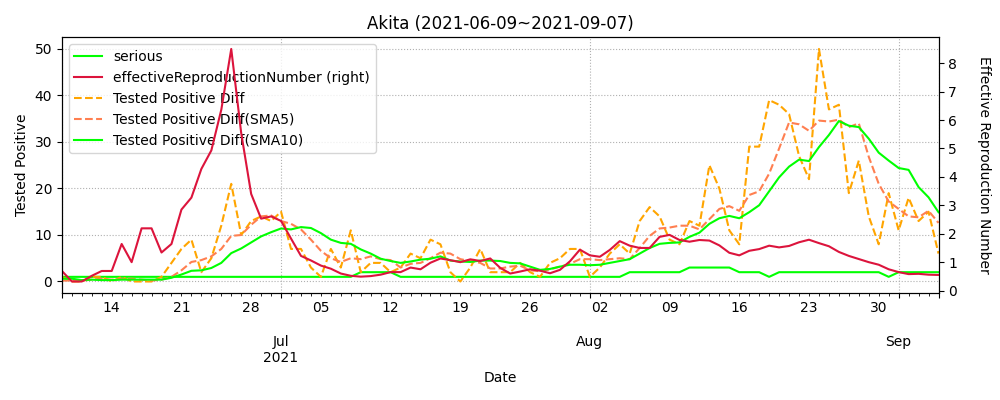 Akita (2021-06-09~2021-09-07)
serious
effectiveReproductionNumber (right)
Tested Positive Diff
Tested Positive Diff(SMA5)
Tested Positive Diff(SMA10)
Tested Positive
50
40
30
20
10
0
8
7
6
5
4
3
2
1
0
Effective Reproduction Number
14 21 28 05 12 19 26 02 09 16 23 30
Jul Aug Sep
2021
Date